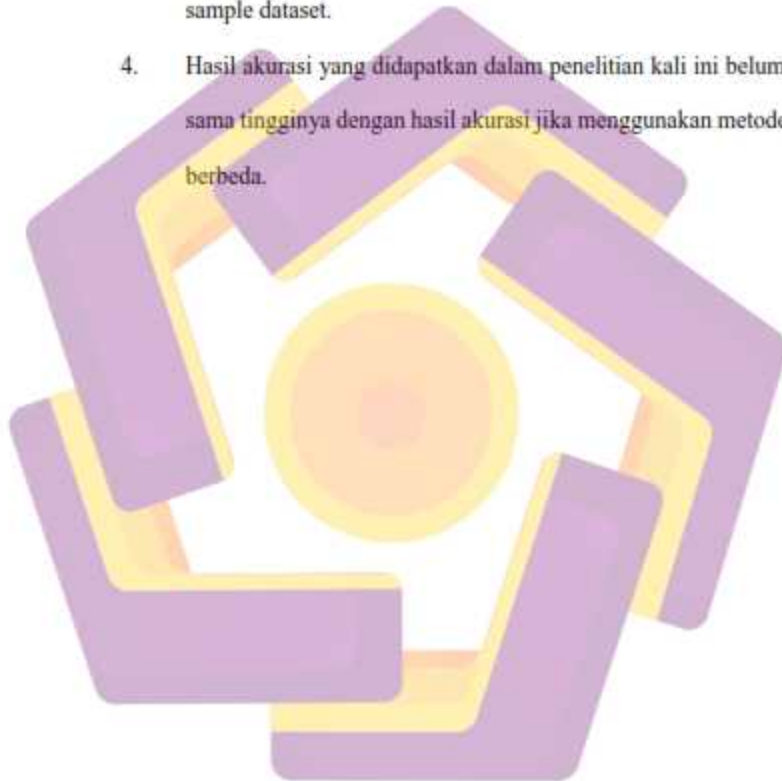 sample dataset.
4. Hasil akurasi yang didapatkan dalam penelitian kali ini belum
sama tingginya dengan hasil akurasi jika menggunakan metode
berbeda.